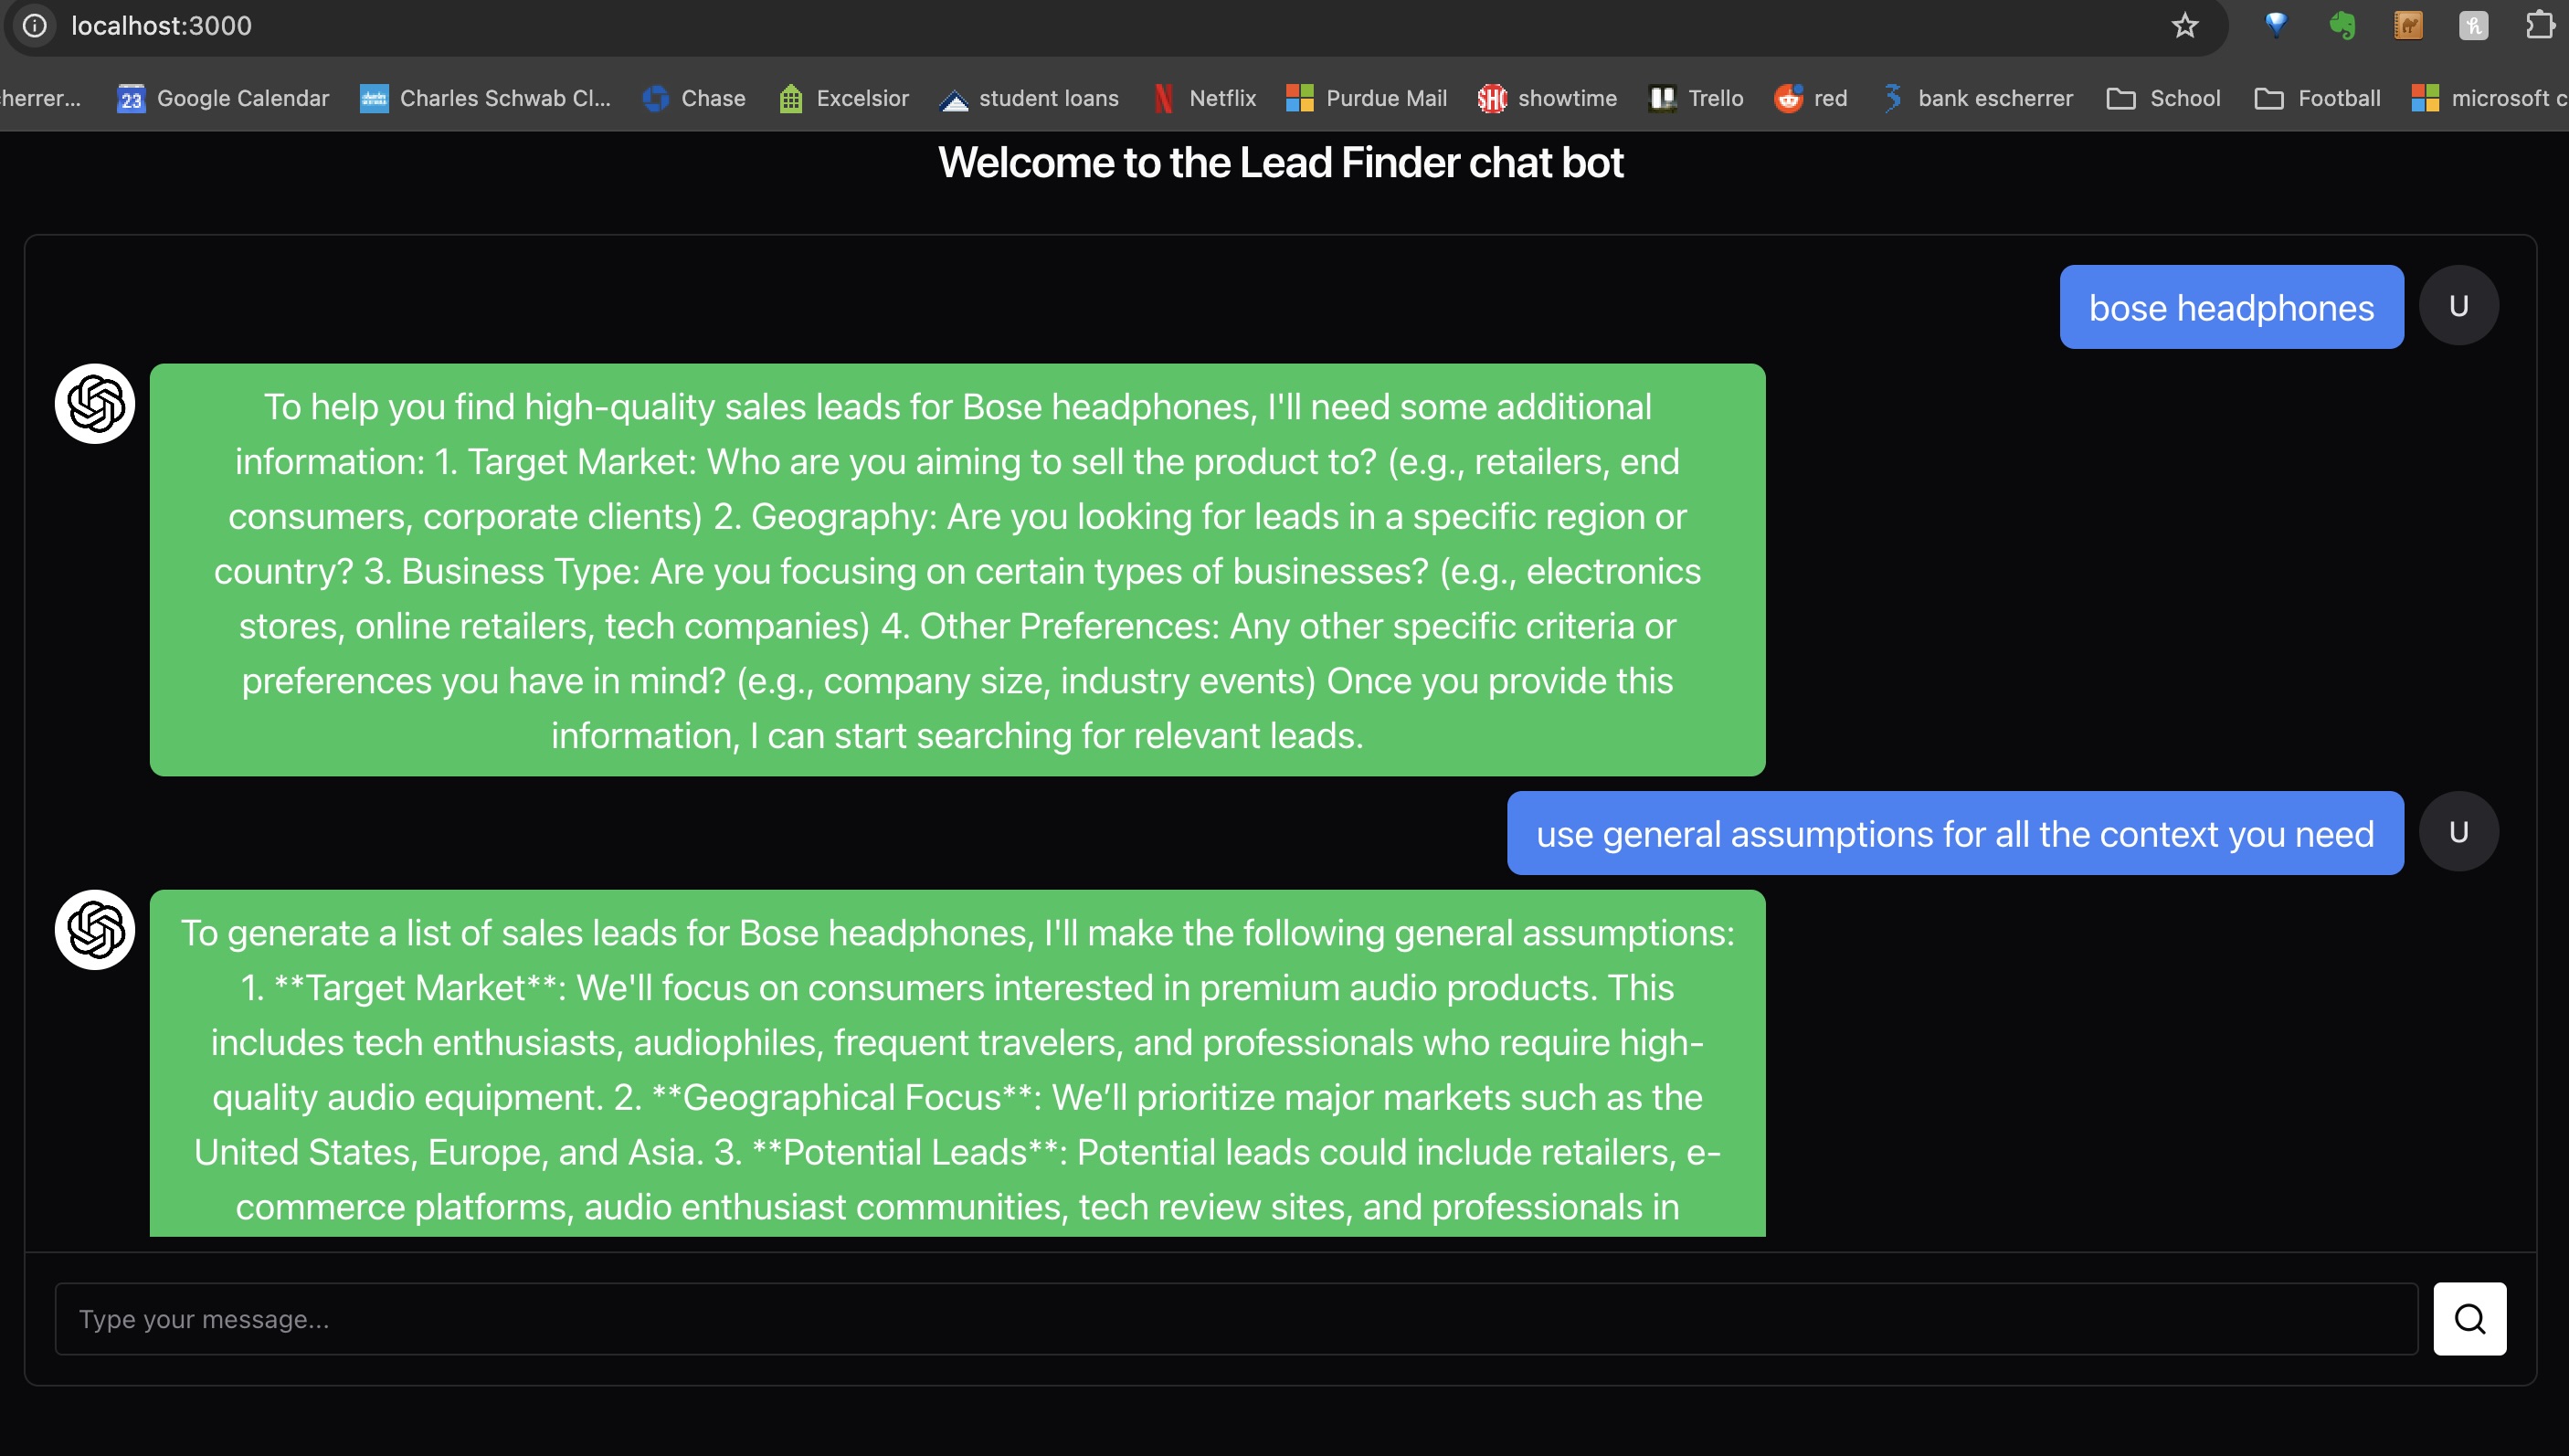 localhost:3000
herrer...
23 Google Calendar
Charles Schwab Cl...
Chase
Excelsior
student loans
Netflix
Purdue Mail
SHO showtime
Trello
red
bank escherrer
School
Football
microsoft c
Welcome to the Lead Finder chat bot
bose headphones
U
To help you find high-quality sales leads for Bose headphones, I'll need some additional
information: 1. Target Market: Who are you aiming to sell the product to? (e.g., retailers, end
consumers, corporate clients) 2. Geography: Are you looking for leads in a specific region or
country? 3. Business Type: Are you focusing on certain types of businesses? (e.g., electronics
stores, online retailers, tech companies) 4. Other Preferences: Any other specific criteria or
preferences you have in mind? (e.g., company size, industry events) Once you provide this
information, I can start searching for relevant leads.
use general assumptions for all the context you need
U
To generate a list of sales leads for Bose headphones, I'll make the following general assumptions:
1. **Target Market**: We'll focus on consumers interested in premium audio products. This
includes tech enthusiasts, audiophiles, frequent travelers, and professionals who require high-
quality audio equipment. 2. **Geographical Focus**: We’ll prioritize major markets such as the
United States, Europe, and Asia. 3. **Potential Leads**: Potential leads could include retailers, e-
commerce platforms, audio enthusiast communities, tech review sites, and professionals in
Type your message...